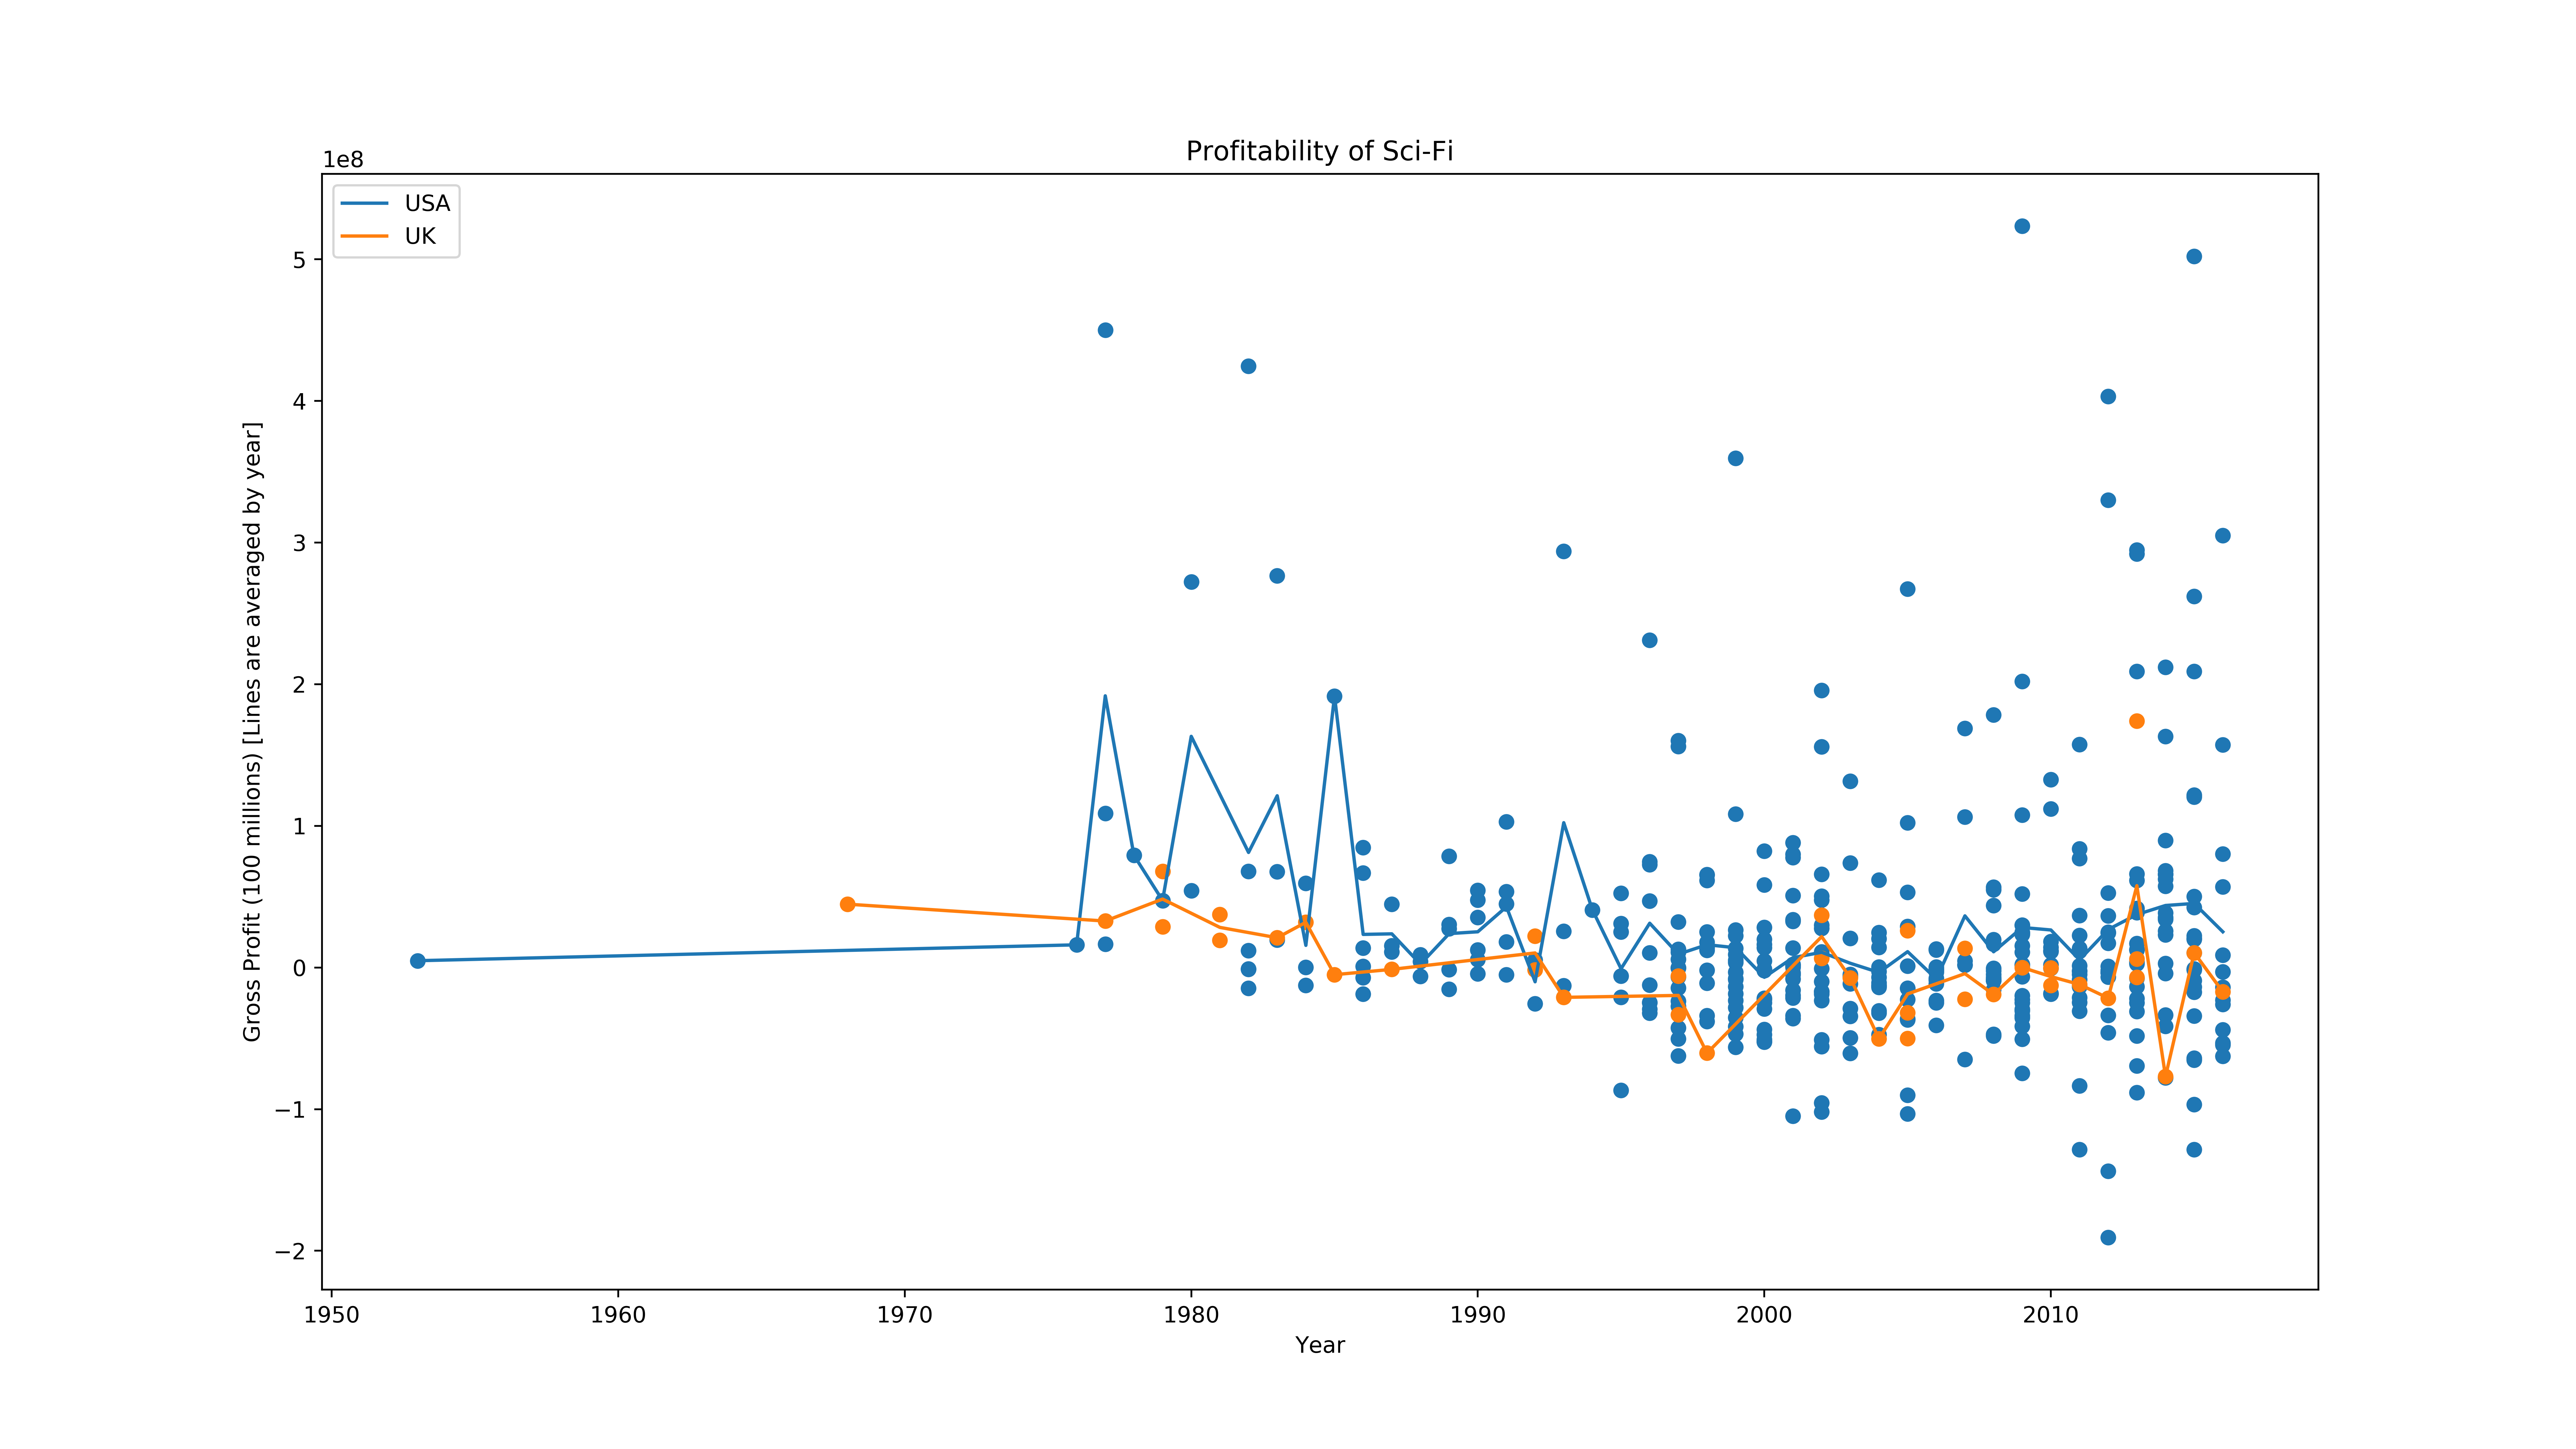 Profitability of Sci-Fi
1e8
USA
UK
5
4
3
2
1
0
−1
−2
Gross Profit (100 millions) [Lines are averaged by year]
1950 1960 1970 1980 1990 2000 2010
Year